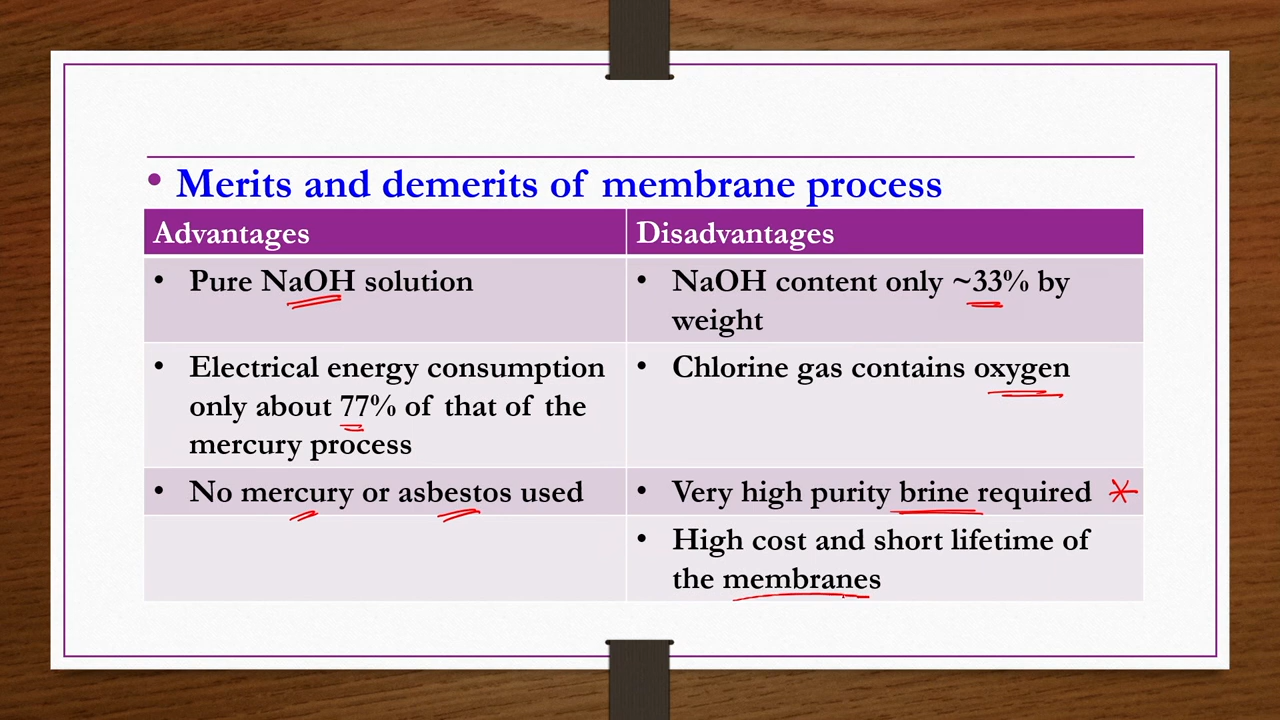 • Merits and demerits of membrane process
Advantages
Disadvantages
• Pure NaOH solution
• NaOH content only ~33% by
weight
• Electrical energy consumption
only about 77% of that of the
mercury process
• Chlorine gas contains oxygen
• No mercury or asbestos used
• Very high purity brine required *
• High cost and short lifetime of
the membranes